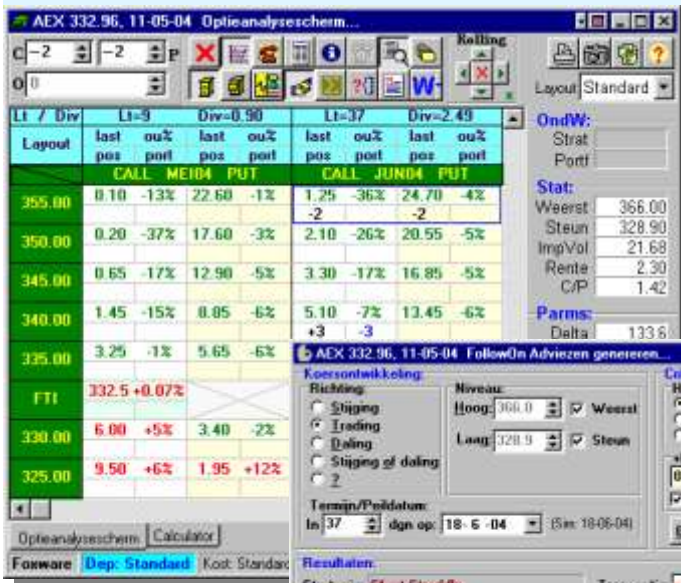 AEX 332.96, 11-05-04 Optieanalysescherm...
C -2 -2 P
Rolling
O 0
W
Layout Standard
Lt / Div Lt=9 Div=0.90 Lt=37 Div=2.49
Layout last ou% last ou% last ou% last ou%
pos port pos port pos port pos port
CALL MEI04 PUT CALL JUN04 PUT
355.00 0.10 -13% 22.60 -1% 1.25 -36% 24.70 -4%
-2 -2
350.00 0.20 -37% 17.60 -3% 2.10 -26% 20.55 -5%
345.00 0.65 -17% 12.90 -5% 3.30 -17% 16.85 -5%
340.00 1.45 -15% 8.85 -6% 5.10 -7% 13.45 -6%
+3 -3
335.00 3.25 -1% 5.65 -6%
FTI 332.5 +0.07%
330.00 6.00 +5% 3.40 -2%
325.00 9.50 +6% 1.95 +12%
OndW:
Strat
Portf
Stat:
Weerst 366.00
Steun 328.90
ImpVol 21.68
Rente 2.30
C/P 1.42
Parms:
Delta 133.6
Optieanalysescherm Calculator
Foxware Dep: Standard Kost: Standard
AEX 332.96, 11-05-04 FollowOn Adviezen genereren...
Koersontwikkeling:
Richting:
Stijging
Trading
Daling
Stijging of daling
?
Niveau:
Hoog: 366.0 Weerst
Laag: 328.9 Steun
Termijn/Peildatum:
In 37 dgn op: 18- 6 -04 (Sim: 18-06-04)
Resultaten: